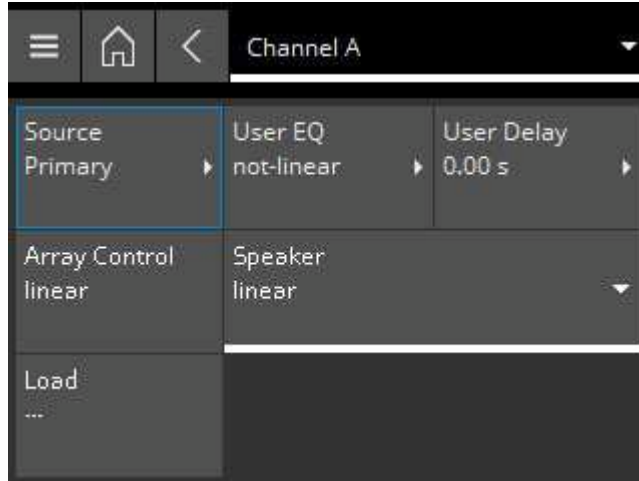 Channel A
Source
Primary
User EQ
not-linear
User Delay
0.00 s
Array Control
linear
Speaker
linear
Load
---